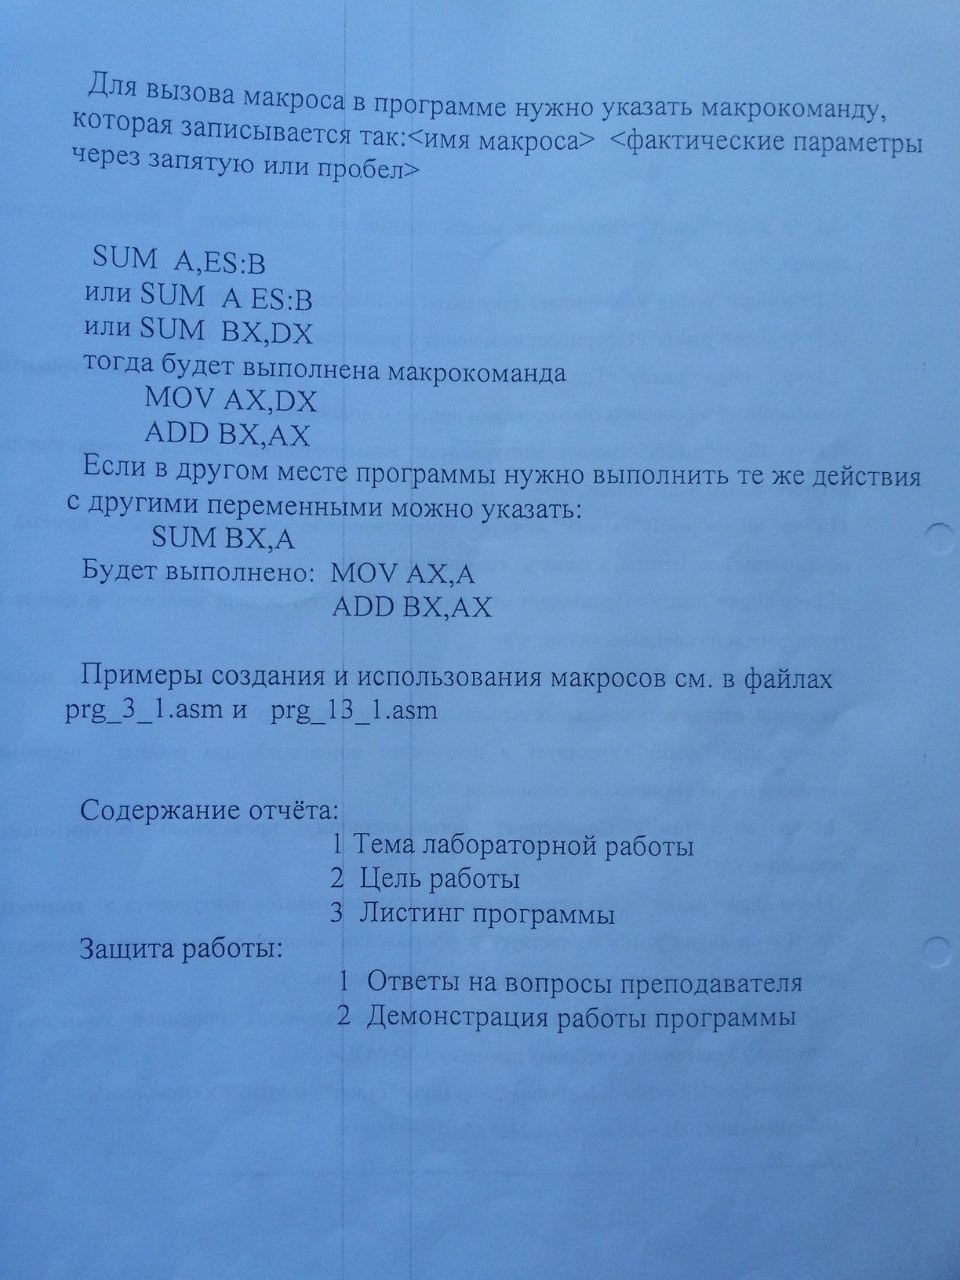 Для вызова макроса в программе нужно указать макрокоманду,
которая записывается так:<имя макроса> <фактические параметры
через запятую или пробел>
SUM A,ES:B
или SUM A ES:B
или SUM BX,DX
тогда будет выполнена макрокоманда
MOV AX,DX
ADD BX,AX
Если в другом месте программы нужно выполнить те же действия
с другими переменными можно указать:
SUM BX,A
Будет выполнено: MOV AX,A
ADD BX,AX
Примеры создания и использования макросов см. в файлах
prg_3_1.asm и prg_13_1.asm
Содержание отчёта:
1 Тема лабораторной работы
2 Цель работы
3 Листинг программы
Защита работы:
1 Ответы на вопросы преподавателя
2 Демонстрация работы программы